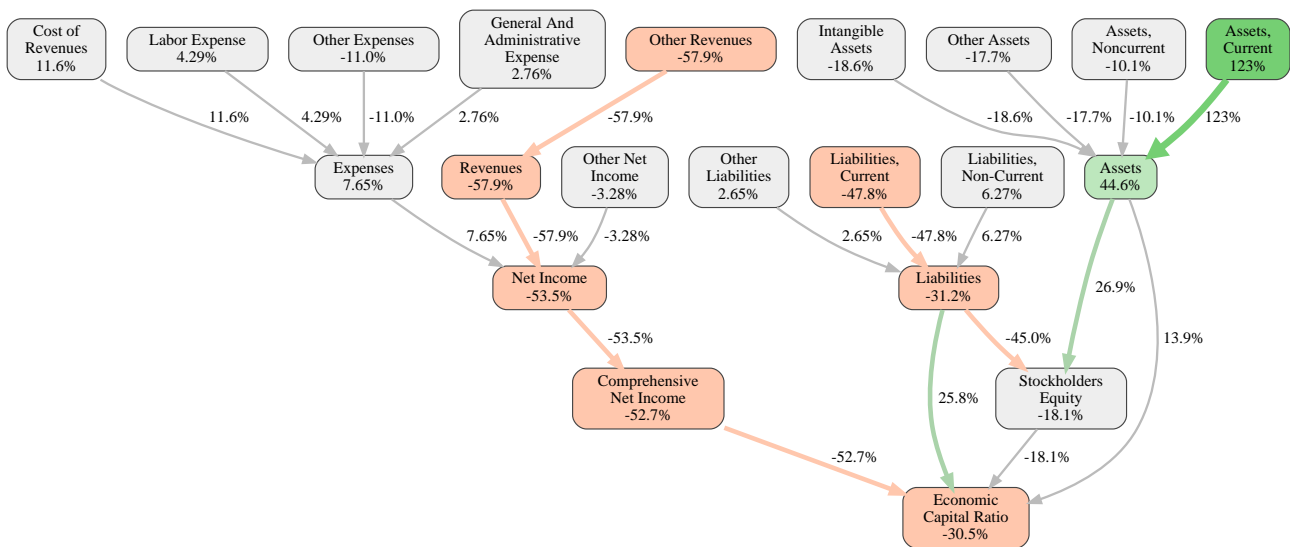 Cost of
Revenues
11.6%
Labor Expense
4.29%
Other Expenses
-11.0%
General And
Administrative
Expense
2.76%
Other Revenues
-57.9%
Intangible
Assets
-18.6%
Other Assets
-17.7%
Assets,
Noncurrent
-10.1%
Assets,
Current
123%
11.6%
4.29%
-11.0%
2.76%
-57.9%
-18.6%
-17.7%
-10.1%
123%
Expenses
7.65%
Revenues
-57.9%
Other Net
Income
-3.28%
Other
Liabilities
2.65%
Liabilities,
Current
-47.8%
Liabilities,
Non-Current
6.27%
Assets
44.6%
7.65%
-57.9%
-3.28%
2.65%
-47.8%
6.27%
Net Income
-53.5%
Liabilities
-31.2%
26.9%
-53.5%
-45.0%
13.9%
Comprehensive
Net Income
-52.7%
25.8%
Stockholders
Equity
-18.1%
-52.7%
-18.1%
Economic
Capital Ratio
-30.5%